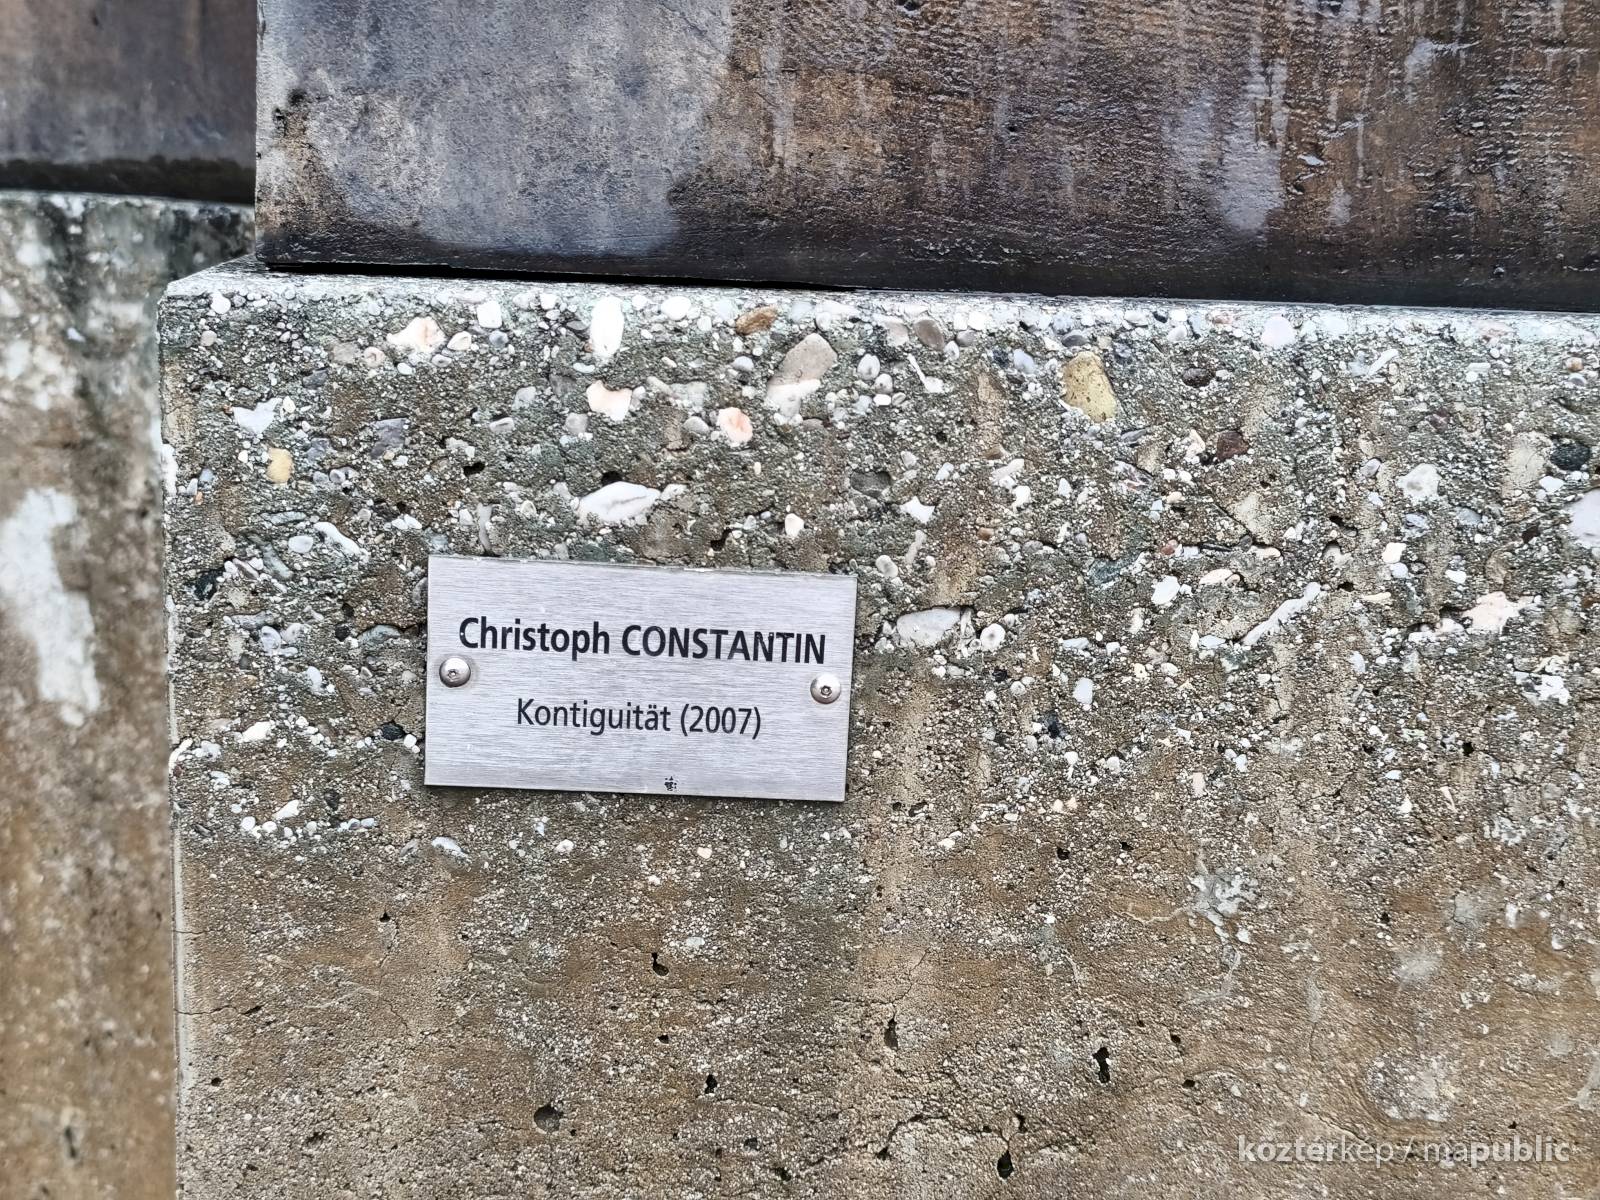 Christoph CONSTANTIN
Kontiguität (2007)
köztérkép / mapublic